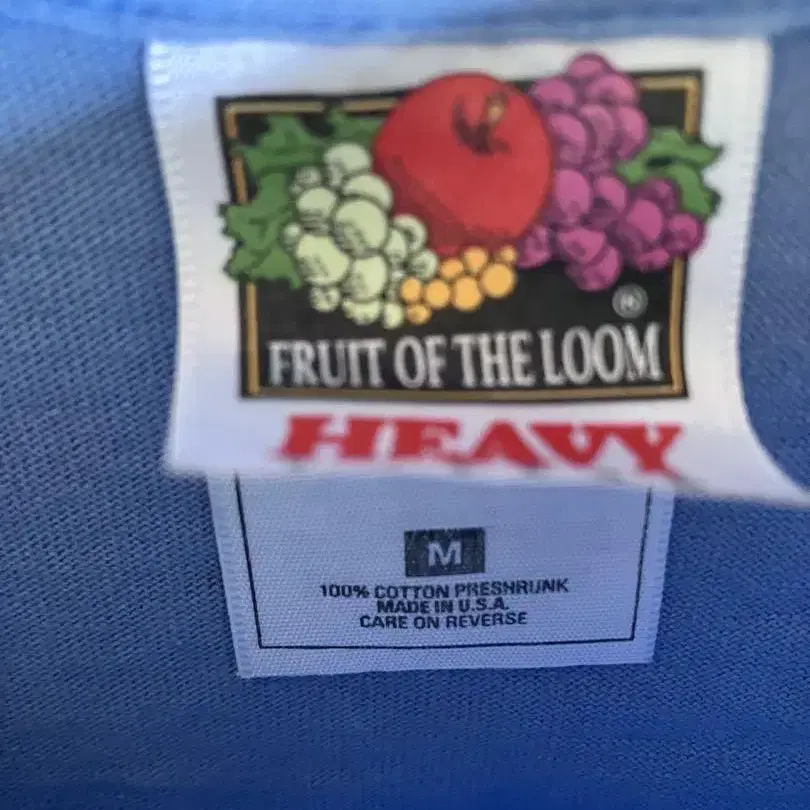 ®
FRUIT OF THE LOOM
HEAVY
M
100% COTTON PRESHRUNK
MADE IN U.S.A.
CARE ON REVERSE